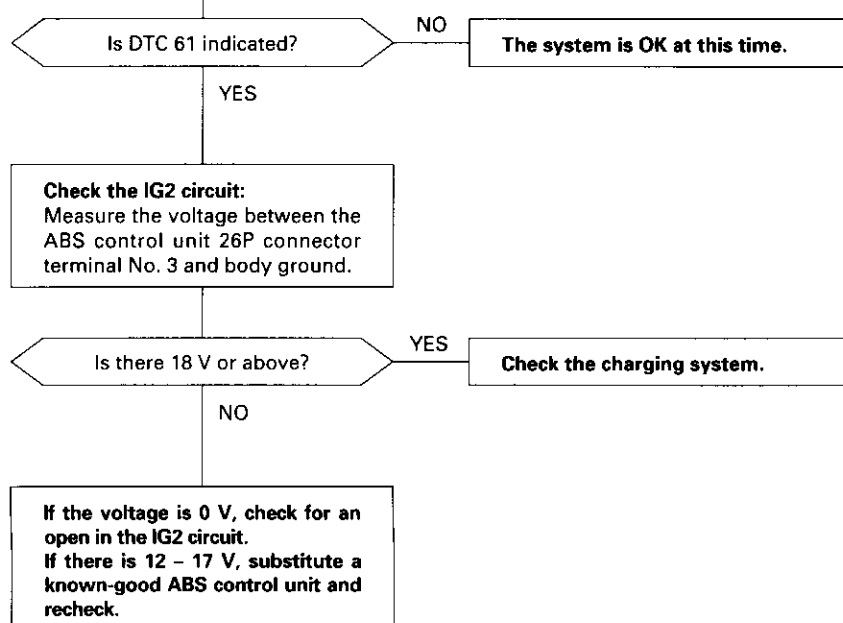 Is DTC 61 indicated?
NO
The system is OK at this time.
YES
Check the IG2 circuit:
Measure the voltage between the
ABS control unit 26P connector
terminal No. 3 and body ground.
Is there 18 V or above?
YES
Check the charging system.
NO
If the voltage is 0 V, check for an
open in the IG2 circuit.
If there is 12 – 17 V, substitute a
known-good ABS control unit and
recheck.